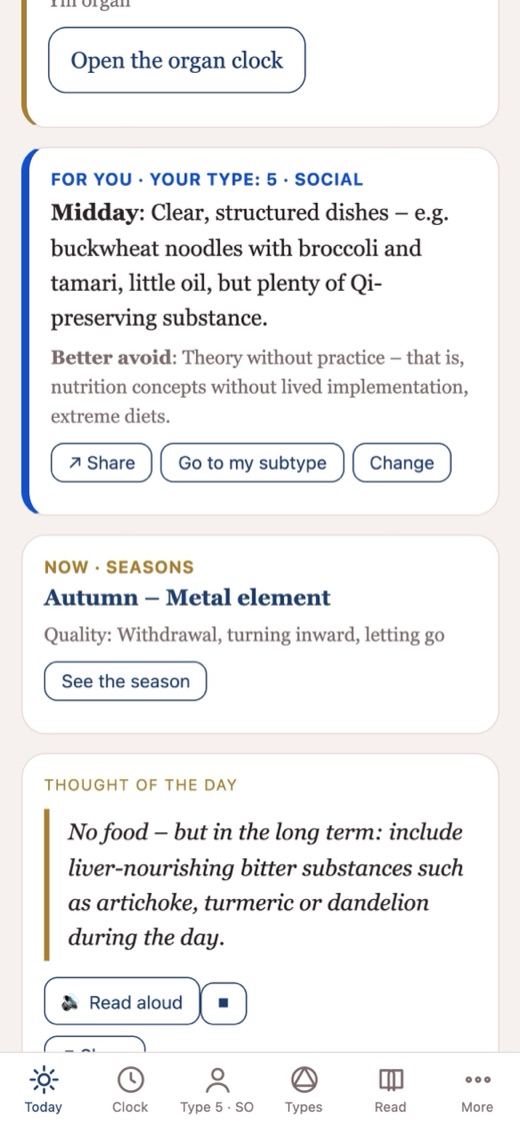 Yin organ
Open the organ clock
FOR YOU · YOUR TYPE: 5 · SOCIAL
Midday: Clear, structured dishes – e.g.
buckwheat noodles with broccoli and
tamari, little oil, but plenty of Qi-
preserving substance.
Better avoid: Theory without practice – that is,
nutrition concepts without lived implementation,
extreme diets.
↗ Share
Go to my subtype
Change
NOW · SEASONS
Autumn – Metal element
Quality: Withdrawal, turning inward, letting go
See the season
THOUGHT OF THE DAY
No food – but in the long term: include
liver-nourishing bitter substances such
as artichoke, turmeric or dandelion
during the day.
🔊 Read aloud
■
Today
Clock
Type 5 · SO
Types
Read
More